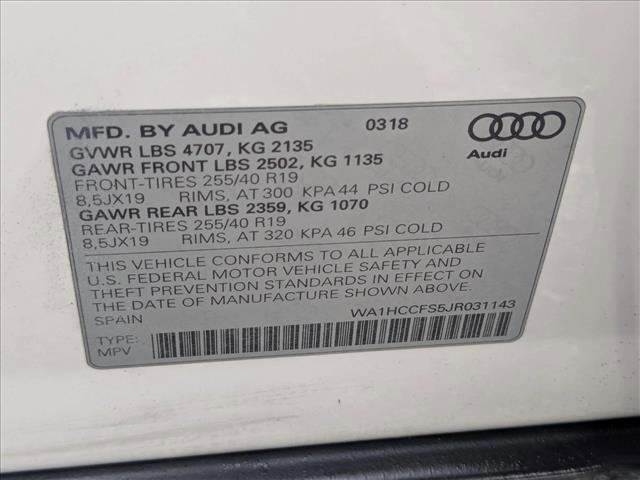 MFD. BY AUDI AG 0318
Audi
GVWR LBS 4707, KG 2135
GAWR FRONT LBS 2502, KG 1135
FRONT-TIRES 255/40 R19
8,5JX19 RIMS, AT 300 KPA 44 PSI COLD
GAWR REAR LBS 2359, KG 1070
REAR-TIRES 255/40 R19
8,5JX19 RIMS, AT 320 KPA 46 PSI COLD
THIS VEHICLE CONFORMS TO ALL APPLICABLE
U.S. FEDERAL MOTOR VEHICLE SAFETY AND
THEFT PREVENTION STANDARDS IN EFFECT ON
THE DATE OF MANUFACTURE SHOWN ABOVE.
SPAIN WA1HCCFS5JR031143
TYPE:
MPV